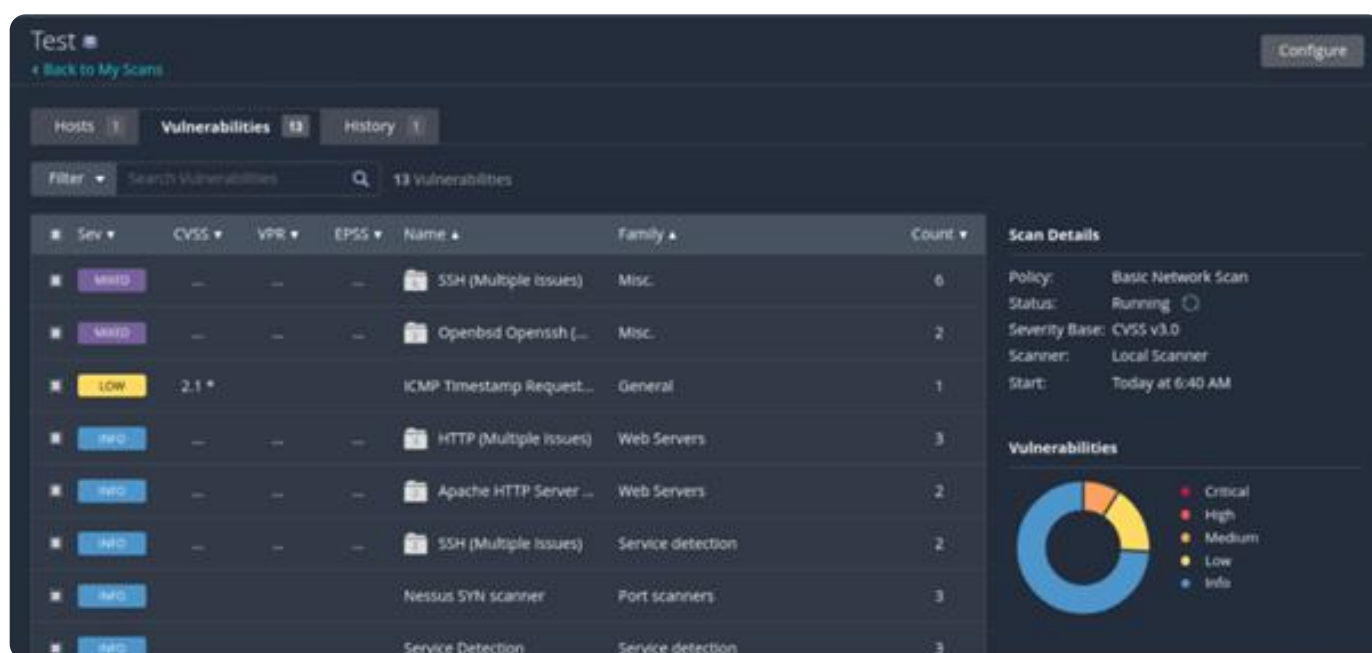 Test
Configure
‹ Back to My Scans
Hosts 1
Vulnerabilities 13
History 1
Filter
Search Vulnerabilities
13 Vulnerabilities
Sev CVSS VPR EPSS Name Family Count
MIXED ... ... ... SSH (Multiple Issues) Misc. 6
MIXED ... ... ... Openbsd Openssh (... Misc. 2
LOW 2.1 * ICMP Timestamp Request... General 1
INFO ... ... ... HTTP (Multiple Issues) Web Servers 3
INFO ... ... ... Apache HTTP Server ... Web Servers 2
INFO ... ... ... SSH (Multiple Issues) Service detection 2
INFO Nessus SYN scanner Port scanners 3
INFO Service Detection Service detection 3
Scan Details
Policy: Basic Network Scan
Status: Running
Severity Base: CVSS v3.0
Scanner: Local Scanner
Start: Today at 6:40 AM
Vulnerabilities
Critical
High
Medium
Low
Info